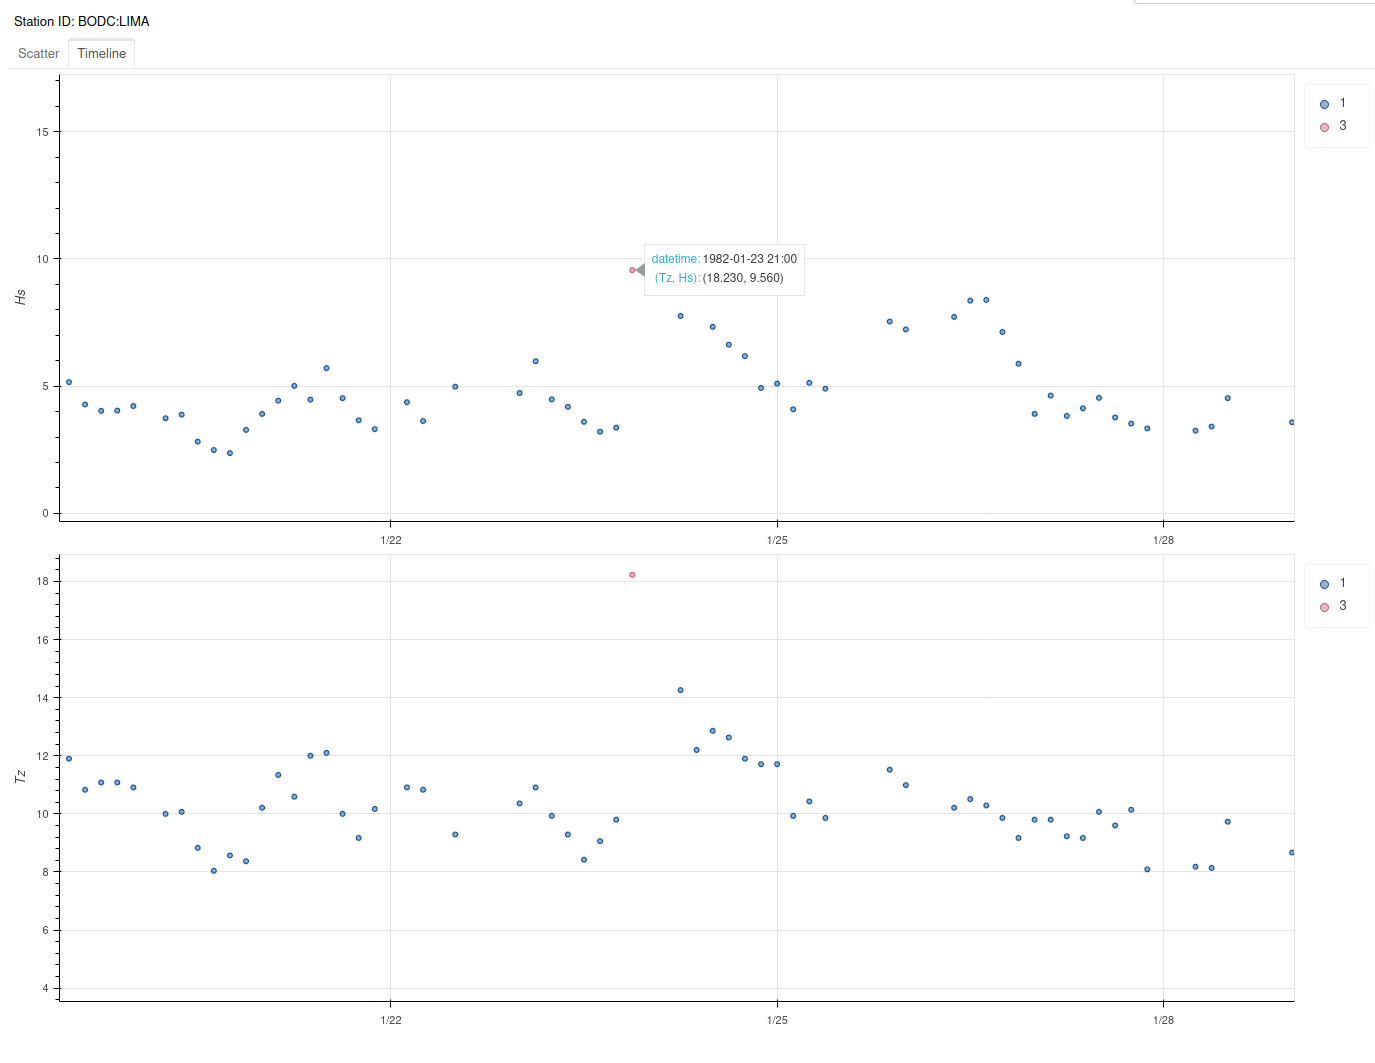 Station ID: BODC:LIMA
Scatter Timeline
15
10
5
0
Hs
1/22 1/25 1/28
datetime: 1982-01-23 21:00
(Tz, Hs): (18.230, 9.560)
1
3
18
16
14
12
10
8
6
4
Tz
1/22 1/25 1/28
1
3